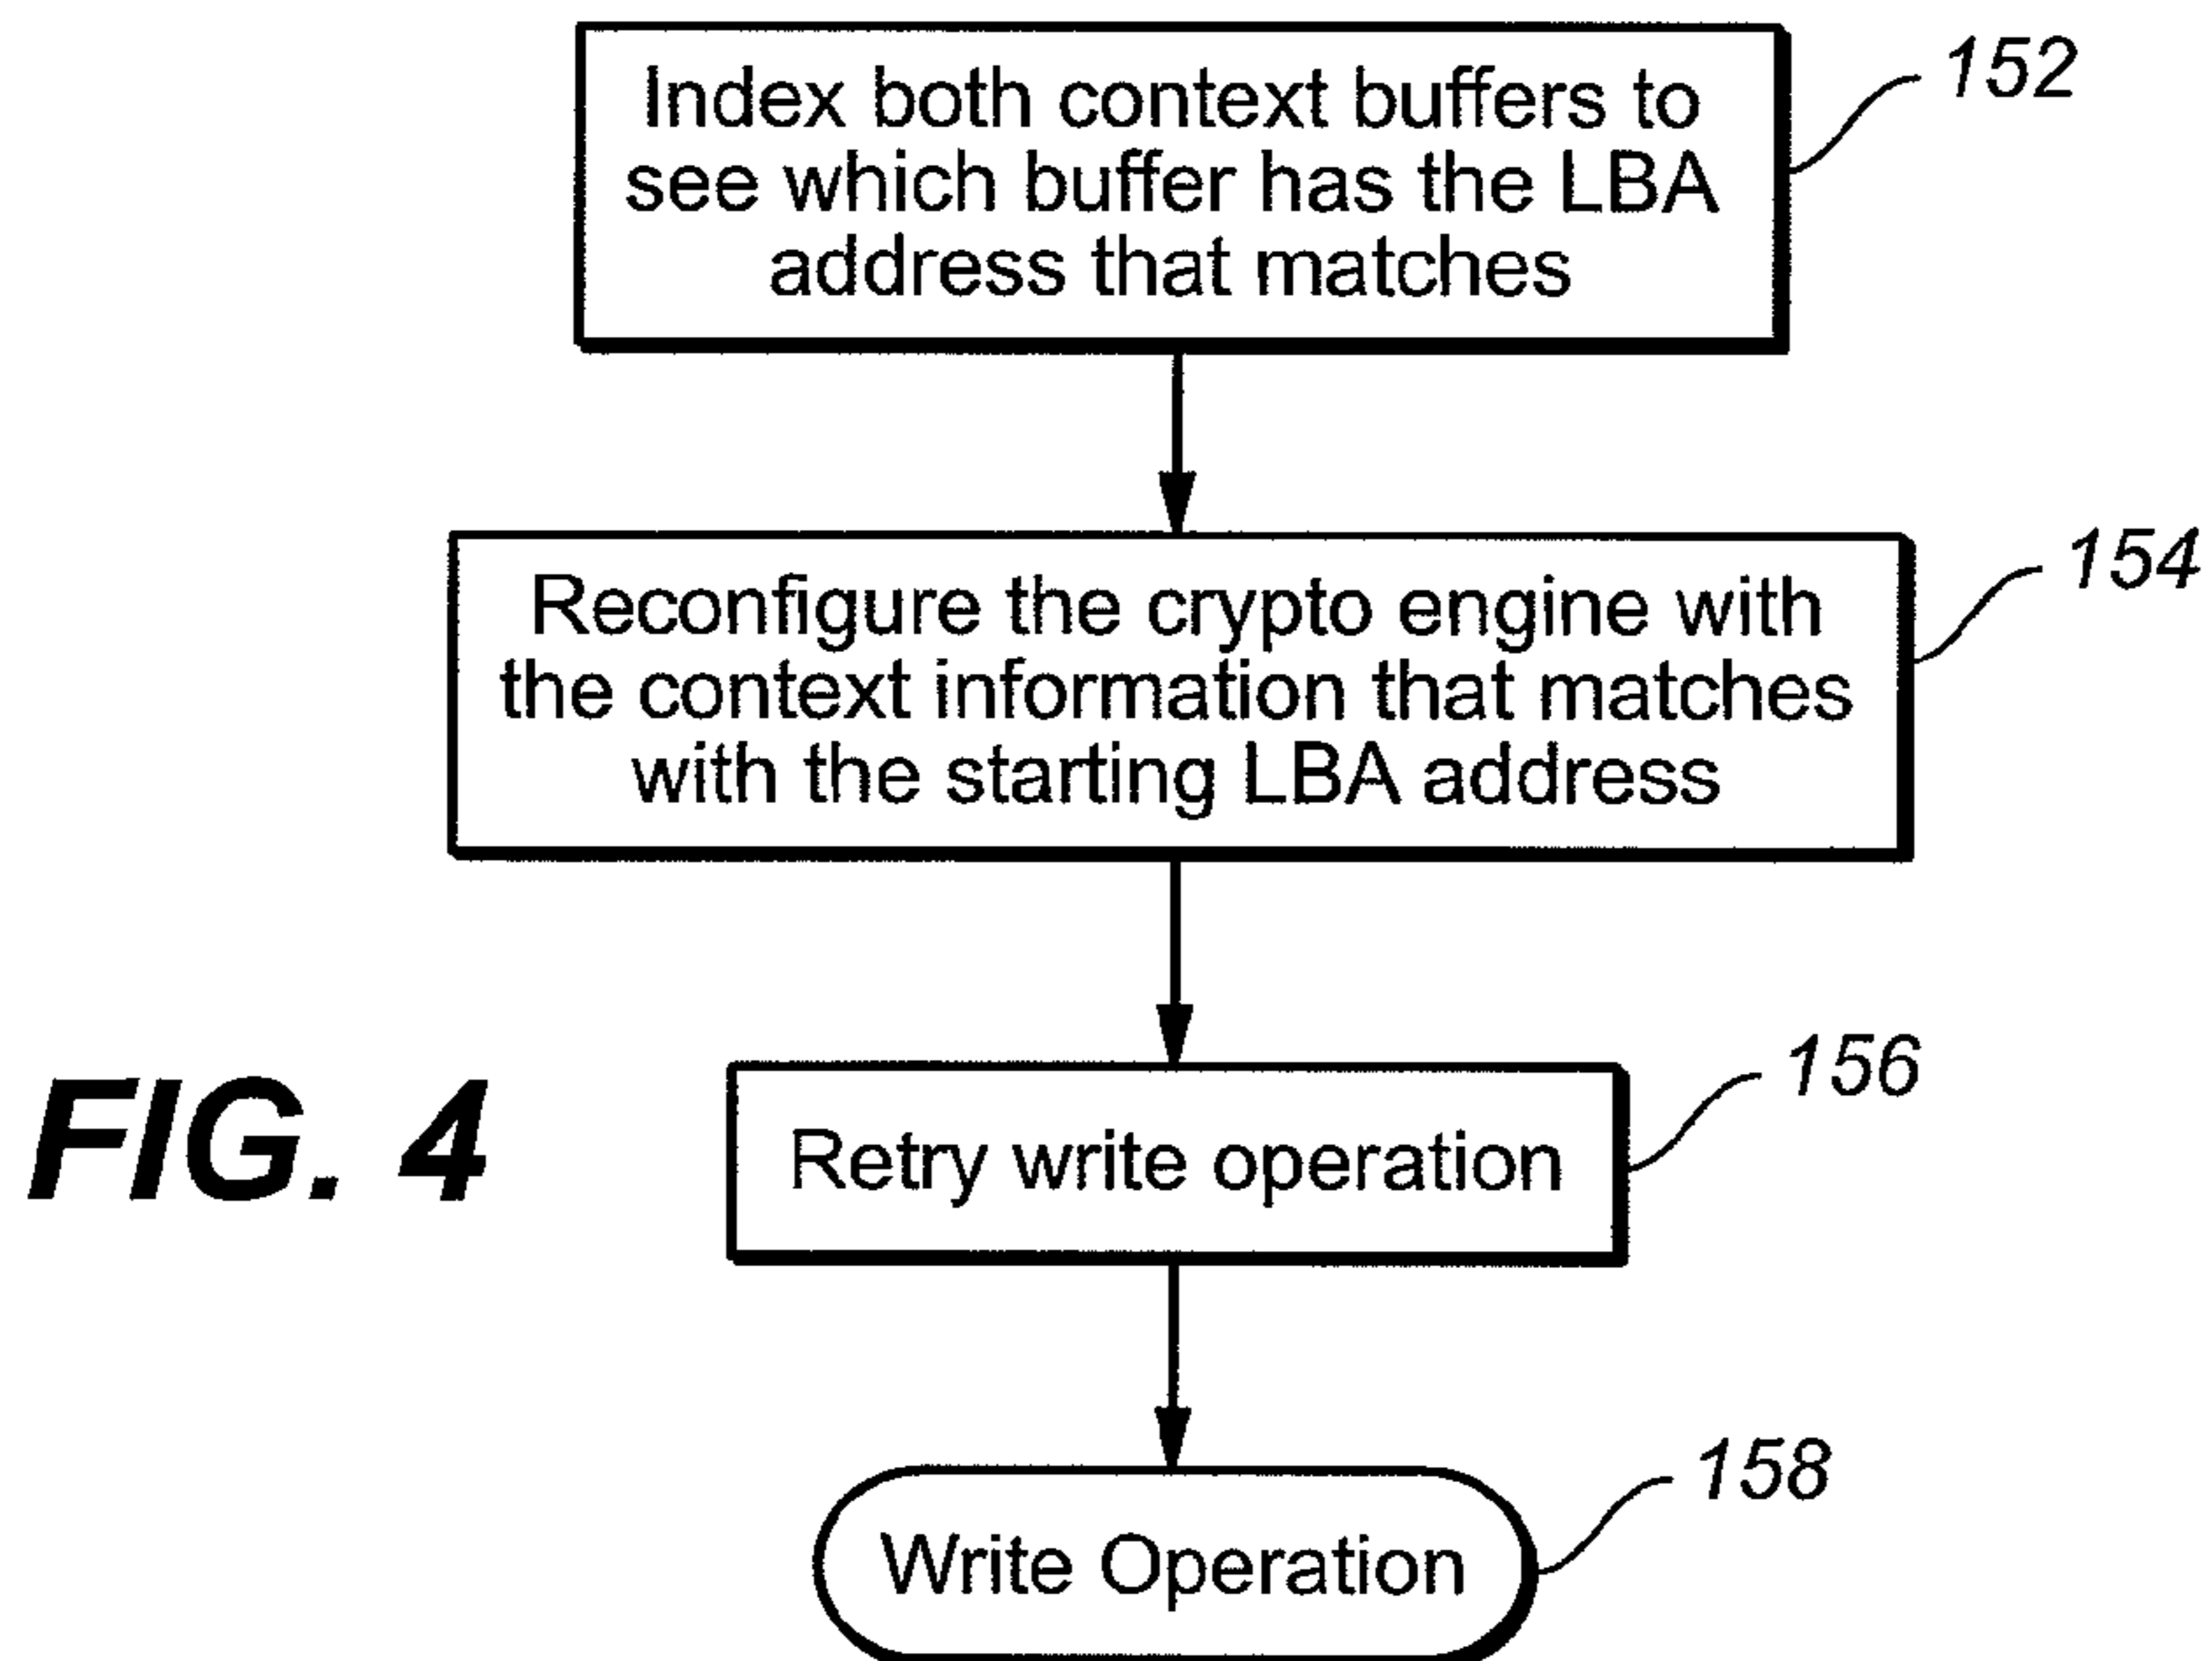 Index both context buffers to
see which buffer has the LBA
address that matches
152
Reconfigure the crypto engine with
the context information that matches
with the starting LBA address
154
Retry write operation
156
FIG. 4
Write Operation
158